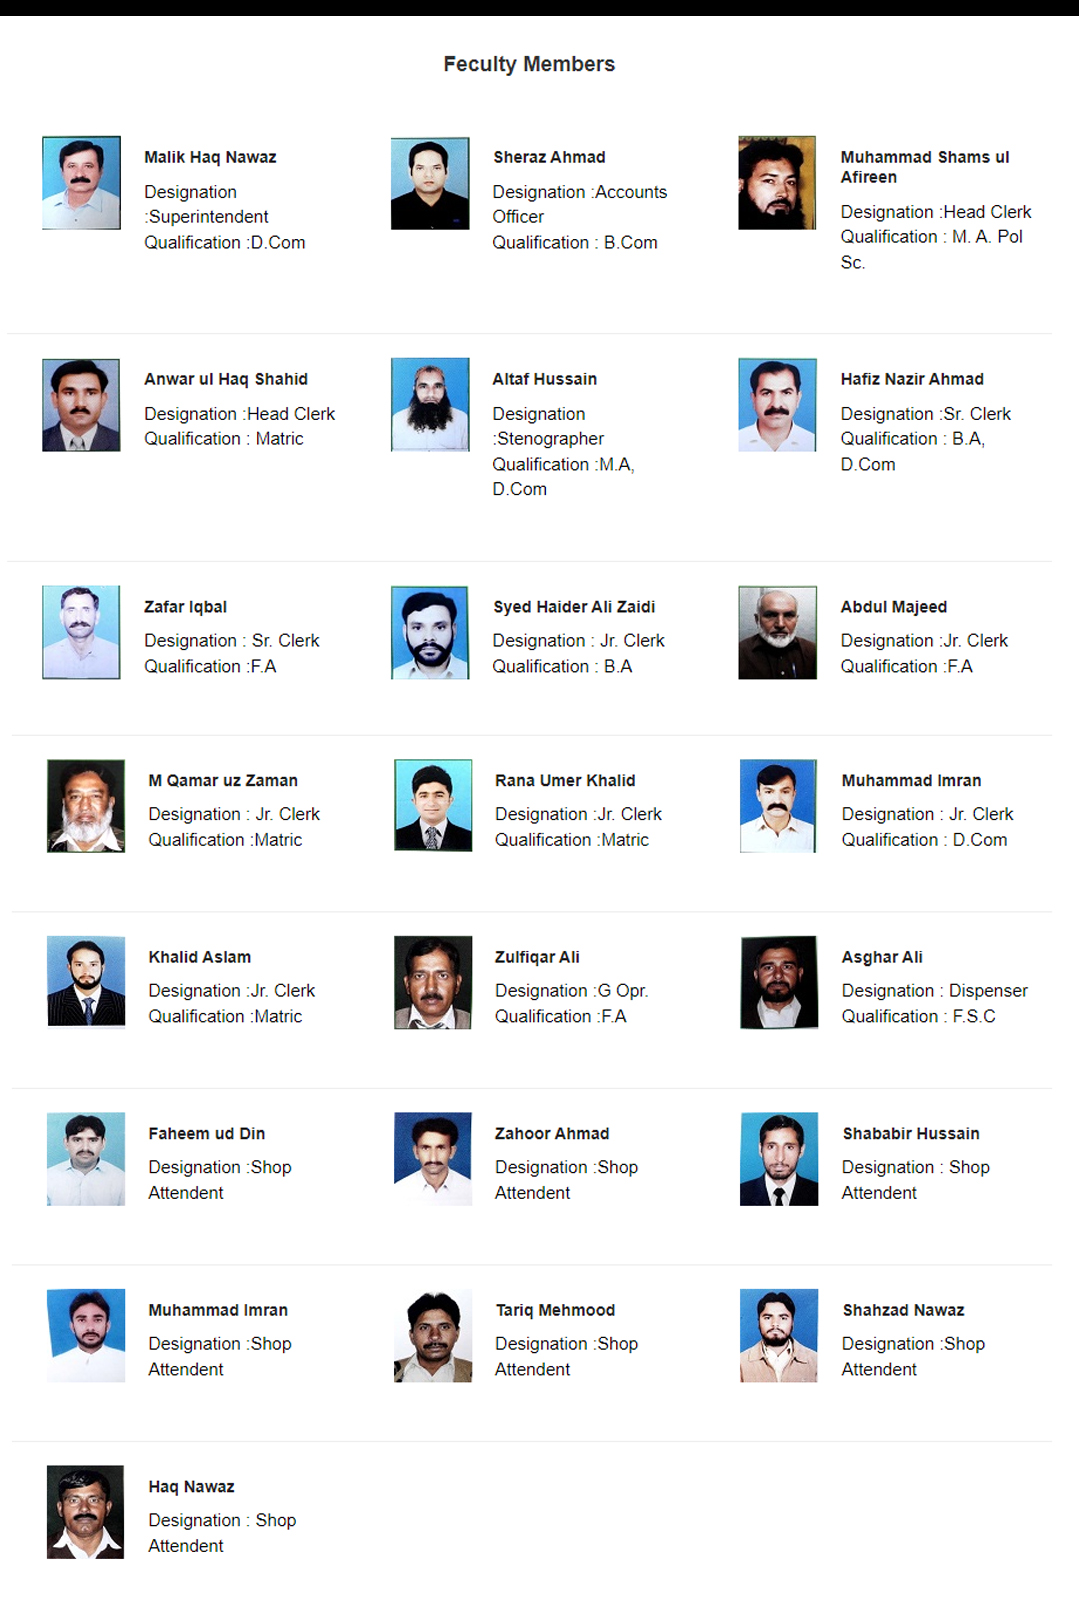 Feculty Members
Malik Haq Nawaz
Designation
:Superintendent
Qualification :D.Com
Sheraz Ahmad
Designation :Accounts
Officer
Qualification : B.Com
Muhammad Shams ul
Afireen
Designation :Head Clerk
Qualification : M. A. Pol
Sc.
Anwar ul Haq Shahid
Designation :Head Clerk
Qualification : Matric
Altaf Hussain
Designation
:Stenographer
Qualification :M.A,
D.Com
Hafiz Nazir Ahmad
Designation :Sr. Clerk
Qualification : B.A,
D.Com
Zafar Iqbal
Designation : Sr. Clerk
Qualification :F.A
Syed Haider Ali Zaidi
Designation : Jr. Clerk
Qualification : B.A
Abdul Majeed
Designation :Jr. Clerk
Qualification :F.A
M Qamar uz Zaman
Designation : Jr. Clerk
Qualification :Matric
Rana Umer Khalid
Designation :Jr. Clerk
Qualification :Matric
Muhammad Imran
Designation : Jr. Clerk
Qualification : D.Com
Khalid Aslam
Designation :Jr. Clerk
Qualification :Matric
Zulfiqar Ali
Designation :G Opr.
Qualification :F.A
Asghar Ali
Designation : Dispenser
Qualification : F.S.C
Faheem ud Din
Designation :Shop
Attendent
Zahoor Ahmad
Designation :Shop
Attendent
Shababir Hussain
Designation : Shop
Attendent
Muhammad Imran
Designation :Shop
Attendent
Tariq Mehmood
Designation :Shop
Attendent
Shahzad Nawaz
Designation :Shop
Attendent
Haq Nawaz
Designation : Shop
Attendent